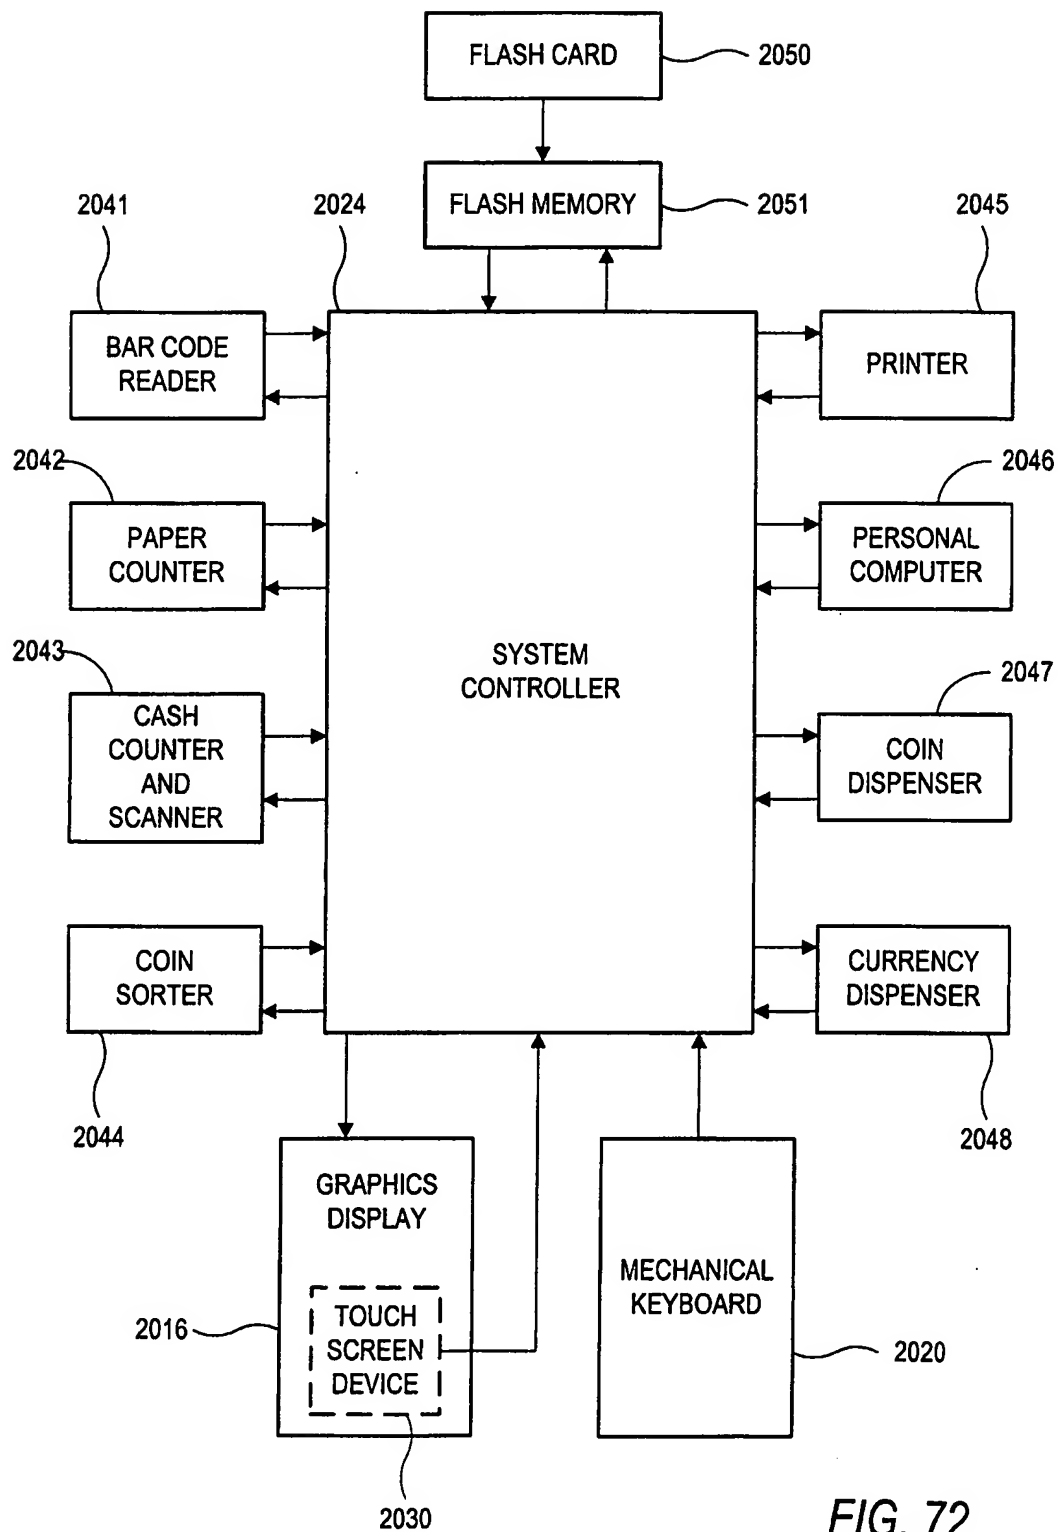 FLASH CARD
2050
FLASH MEMORY
2051
2041
2024
2045
BAR CODE
READER
PRINTER
2042
2046
PAPER
COUNTER
PERSONAL
COMPUTER
SYSTEM
CONTROLLER
2043
2047
CASH
COUNTER
AND
SCANNER
COIN
DISPENSER
COIN
SORTER
CURRENCY
DISPENSER
2044
2048
GRAPHICS
DISPLAY
MECHANICAL
KEYBOARD
TOUCH
SCREEN
DEVICE
2016
2020
2030
FIG. 72